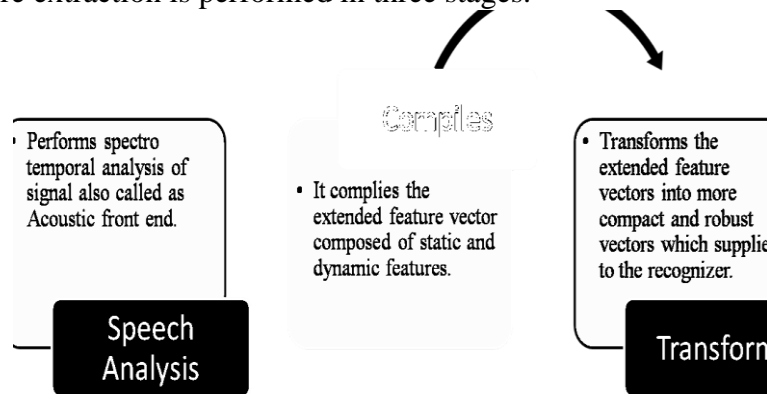 extraction is performed in three stages.
Compiles
• Performs spectro
temporal analysis of
signal also called as
Acoustic front end.
Speech
Analysis
• It complies the
extended feature vector
composed of static and
dynamic features.
• Transforms the
extended feature
vectors into more
compact and robust
vectors which supplie
to the recognizer.
Transform